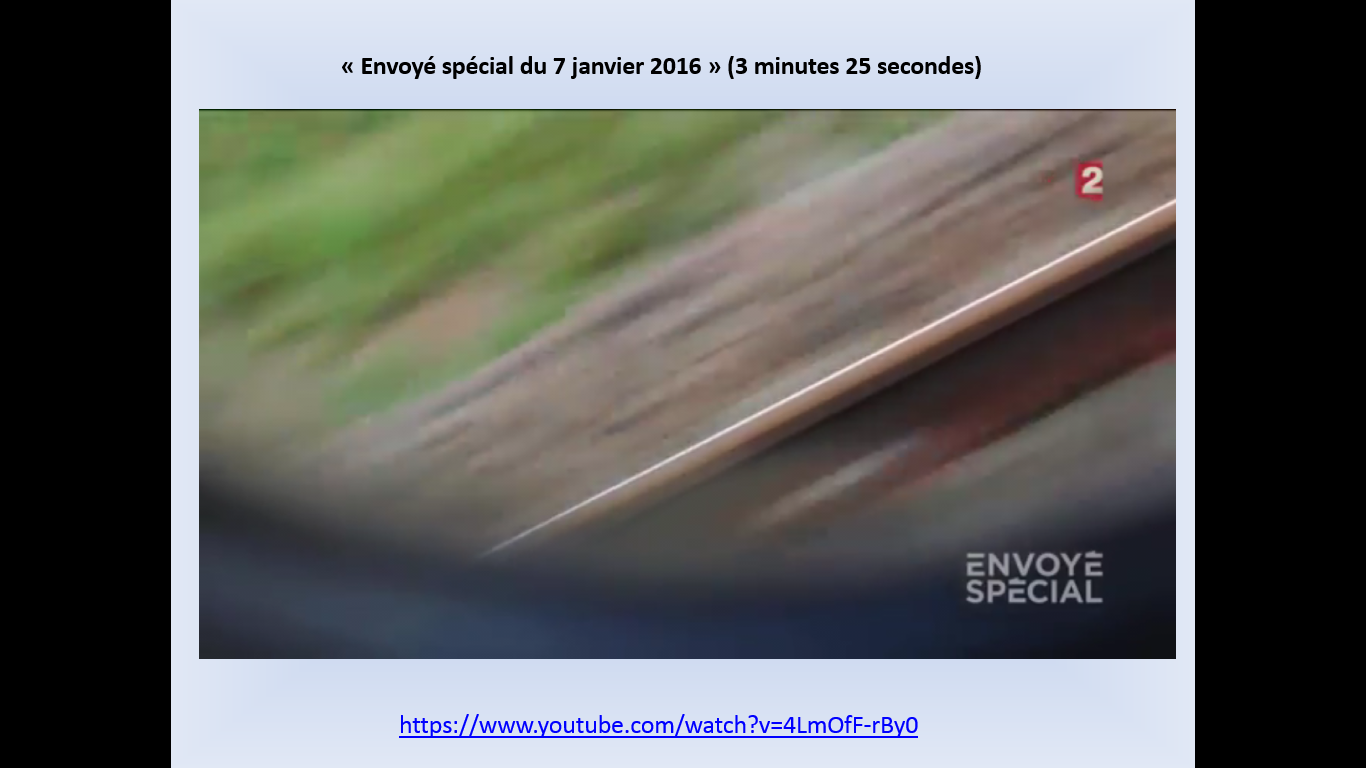 « Envoyé spécial du 7 janvier 2016 » (3 minutes 25 secondes)
2
ENVOYÉ
SPÉCIAL
https://www.youtube.com/watch?v=4LmOfF-rBy0